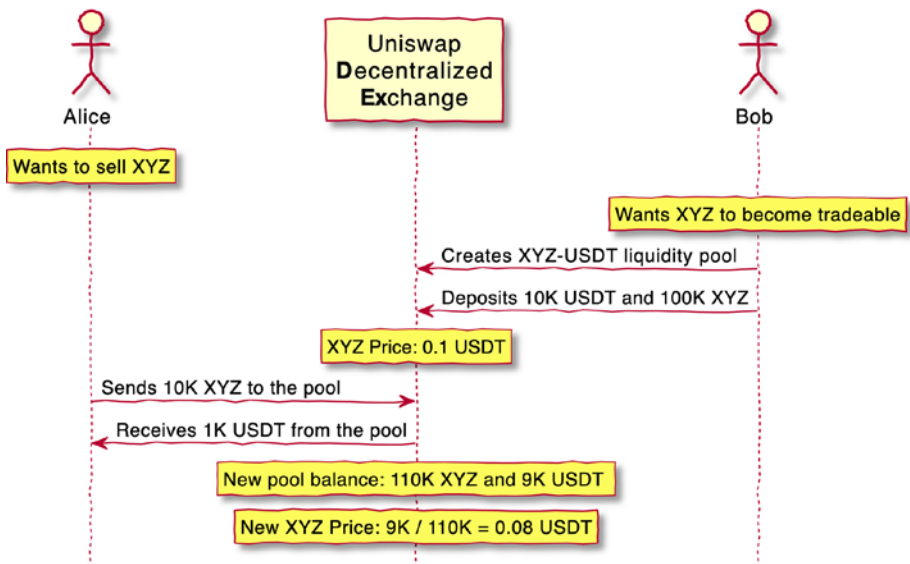 Alice
Uniswap
Decentralized
Exchange
Bob
Wants to sell XYZ
Wants XYZ to become tradeable
Creates XYZ-USDT liquidity pool
Deposits 10K USDT and 100K XYZ
XYZ Price: 0.1 USDT
Sends 10K XYZ to the pool
Receives 1K USDT from the pool
New pool balance: 110K XYZ and 9K USDT
New XYZ Price: 9K / 110K = 0.08 USDT